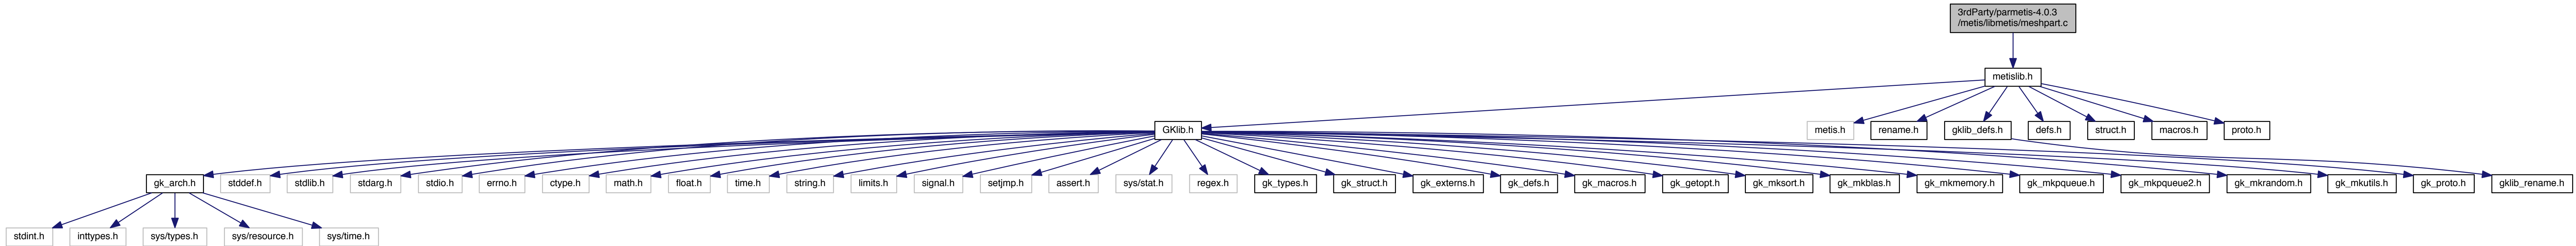 3rdParty/parmetis-4.0.3
/metis/libmetis/meshpart.c
metislib.h
GKlib.h
metis.h
rename.h
gklib_defs.h
defs.h
struct.h
macros.h
proto.h
gk_arch.h
stddef.h
stdlib.h
stdarg.h
stdio.h
errno.h
ctype.h
math.h
float.h
time.h
string.h
limits.h
signal.h
setjmp.h
assert.h
sys/stat.h
regex.h
gk_types.h
gk_struct.h
gk_externs.h
gk_defs.h
gk_macros.h
gk_getopt.h
gk_mksort.h
gk_mkblas.h
gk_mkmemory.h
gk_mkpqueue.h
gk_mkpqueue2.h
gk_mkrandom.h
gk_mkutils.h
gk_proto.h
gklib_rename.h
stdint.h
inttypes.h
sys/types.h
sys/resource.h
sys/time.h